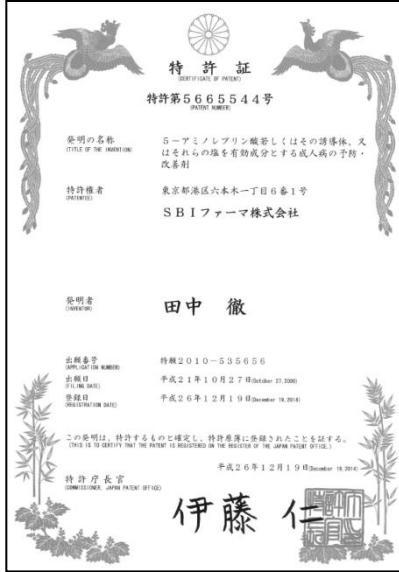 特許証
(CERTIFICATE OF PATENT)
特許第5665544号
(PATENT NUMBER)
発明の名称
(TITLE OF THE INVENTION)
5－アミノレブリン酸若しくはその誘導体、又
はそれらの塩を有効成分とする成人病の予防・
改善剤
特許権者
(PATENTEE)
東京都港区六本木一丁目6番1号
SBIファーマ株式会社
発明者
(INVENTOR)
田中 徹
出願番号
(APPLICATION NUMBER)
特願2010-535656
出願日
(FILING DATE)
平成21年10月27日(October 27,2009)
登録日
(REGISTRATION DATE)
平成26年12月19日(December 19,2014)
この発明は、特許するものと確定し、特許原簿に登録されたことを証する。
(THIS IS TO CERTIFY THAT THE PATENT IS REGISTERED ON THE REGISTER OF THE JAPAN PATENT OFFICE.)
平成26年12月19日(December 19,2014)
特許庁長官
(COMMISSIONER, JAPAN PATENT OFFICE)
伊藤 仁